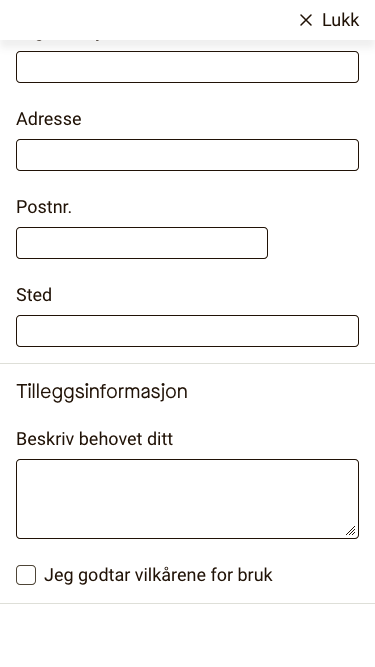 Lukk
Adresse
Postnr.
Sted
Tilleggsinformasjon
Beskriv behovet ditt
Jeg godtar vilkårene for bruk